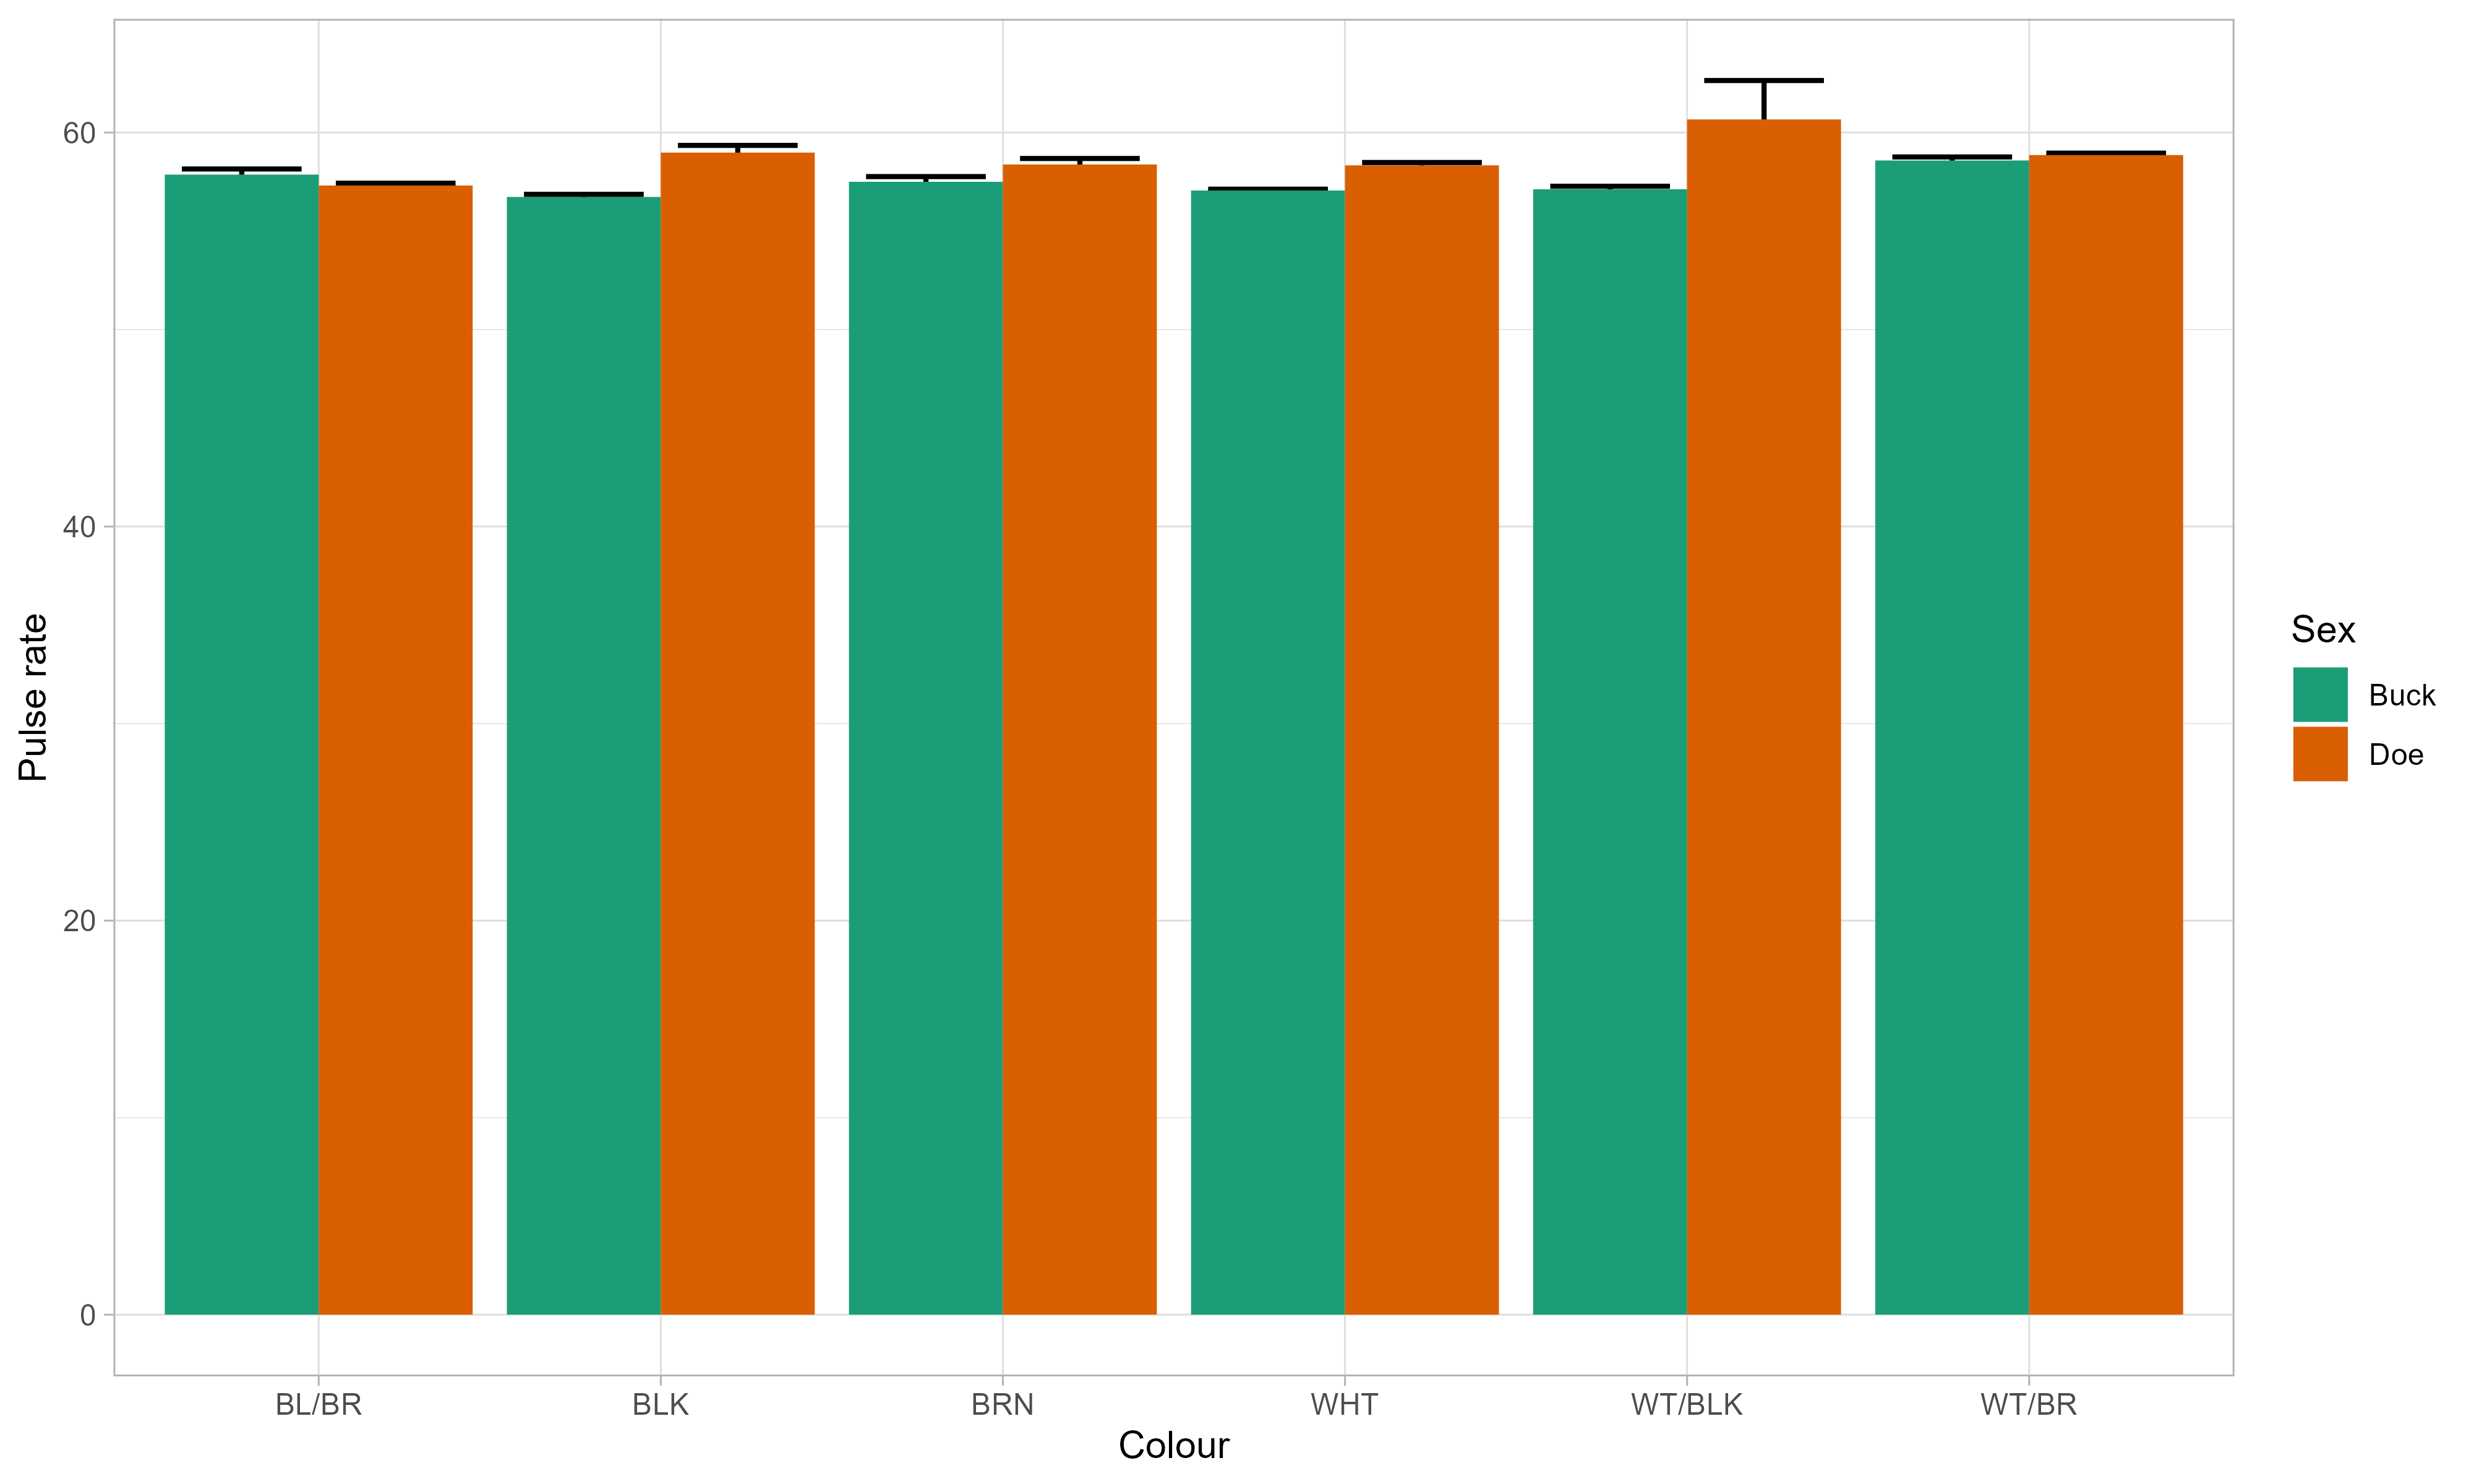 60
40
20
0
Pulse rate
BL/BR
BLK
BRN
WHT
WT/BLK
WT/BR
Colour
Sex
Buck
Doe